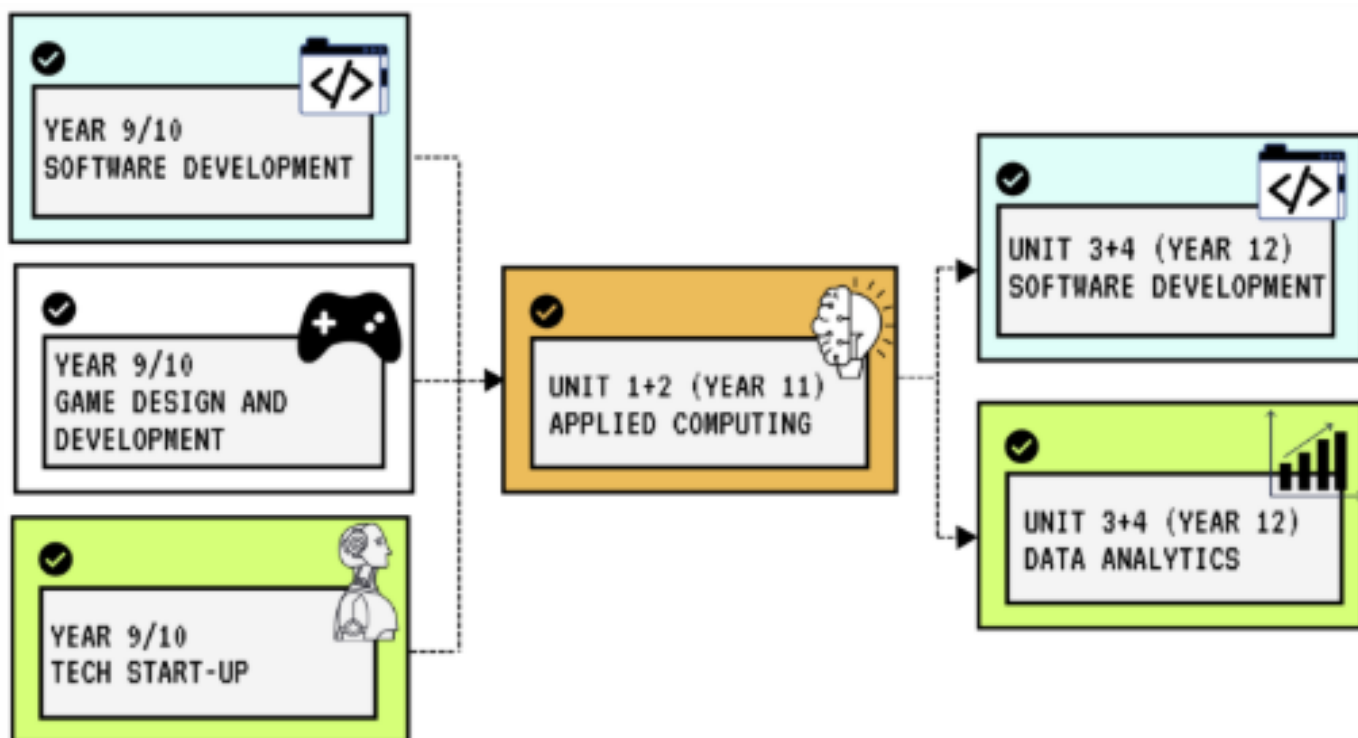 YEAR 9/10
SOFTWARE DEVELOPMENT
YEAR 9/10
GAME DESIGN AND
DEVELOPMENT
YEAR 9/10
TECH START-UP
UNIT 1+2 (YEAR 11)
APPLIED COMPUTING
</>
</>
UNIT 3+4 (YEAR 12)
SOFTWARE DEVELOPMENT
UNIT 3+4 (YEAR 12)
DATA ANALYTICS